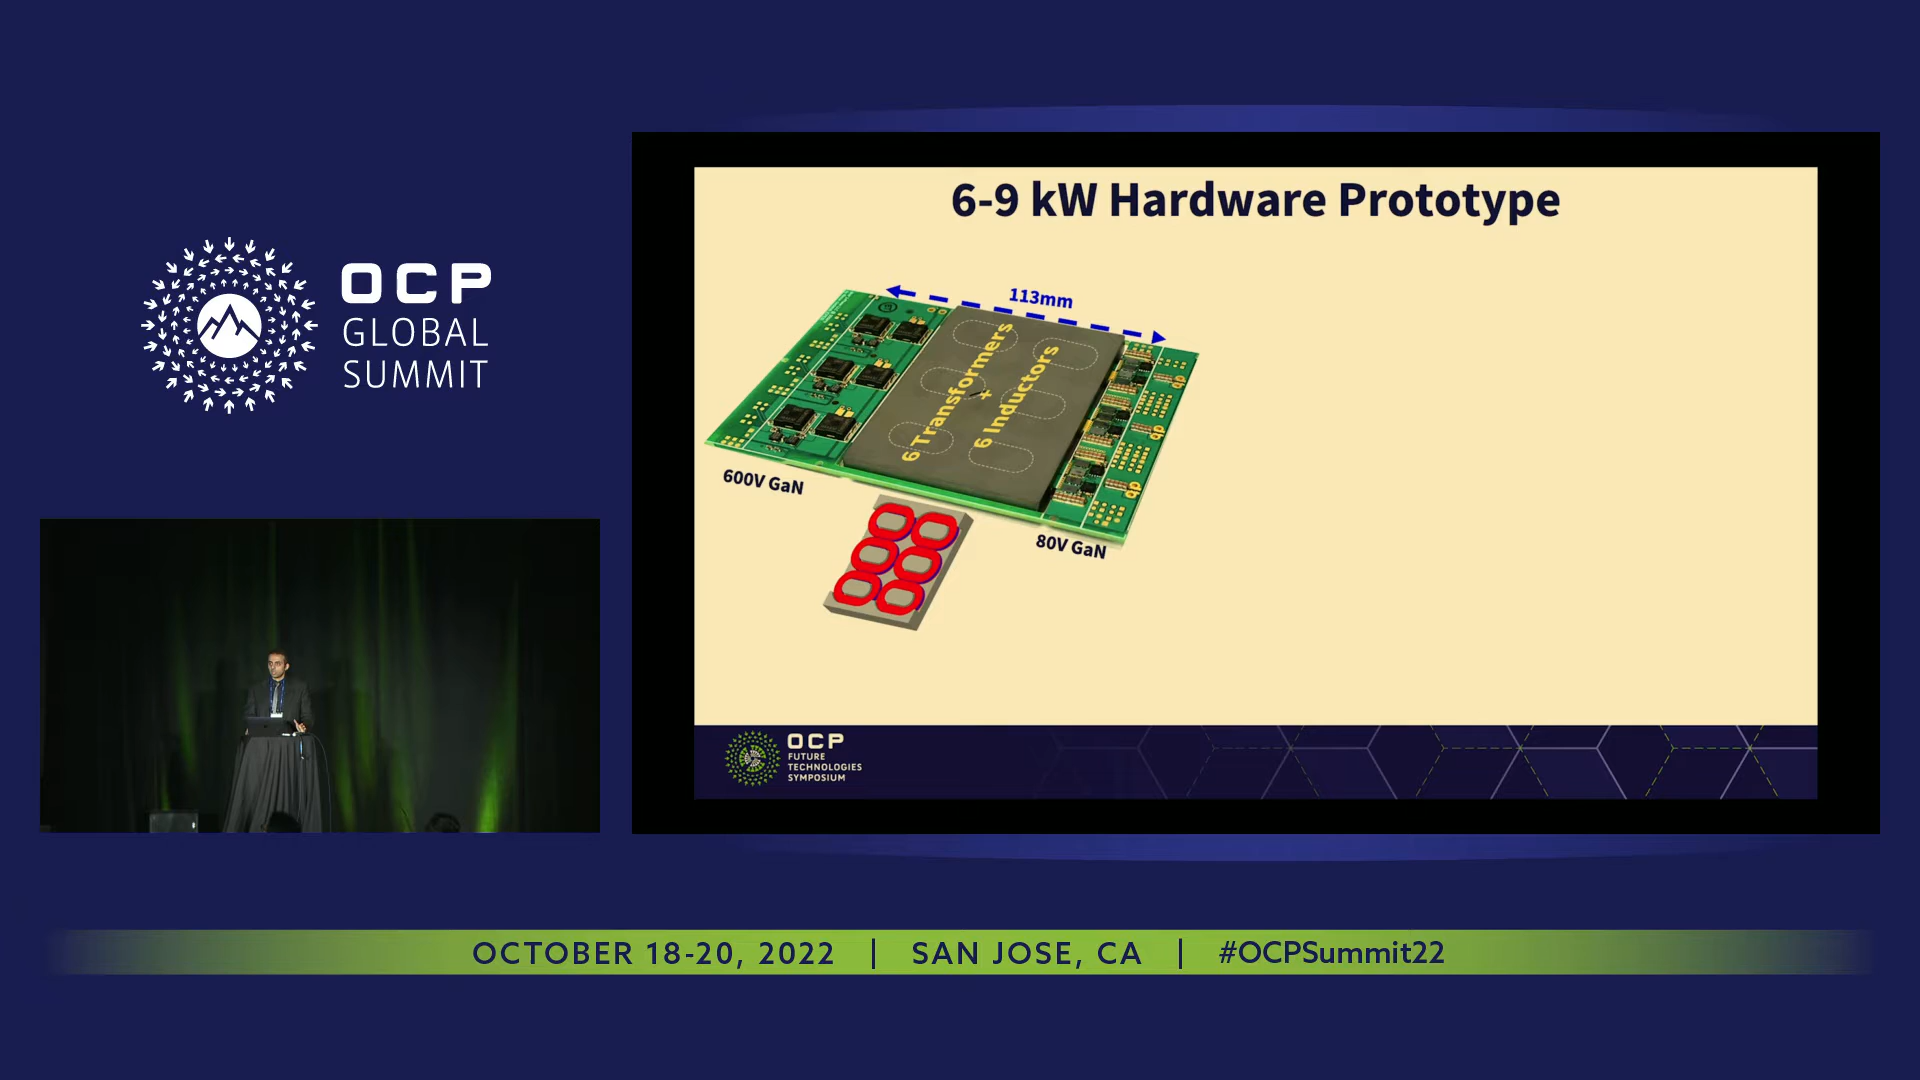 OCP
GLOBAL
SUMMIT
6-9 kW Hardware Prototype
113mm
6 Transformers
+
6 Inductors
600V GaN
80V GaN
OCP
FUTURE
TECHNOLOGIES
SYMPOSIUM
OCTOBER 18-20, 2022 | SAN JOSE, CA | #OCPSummit22